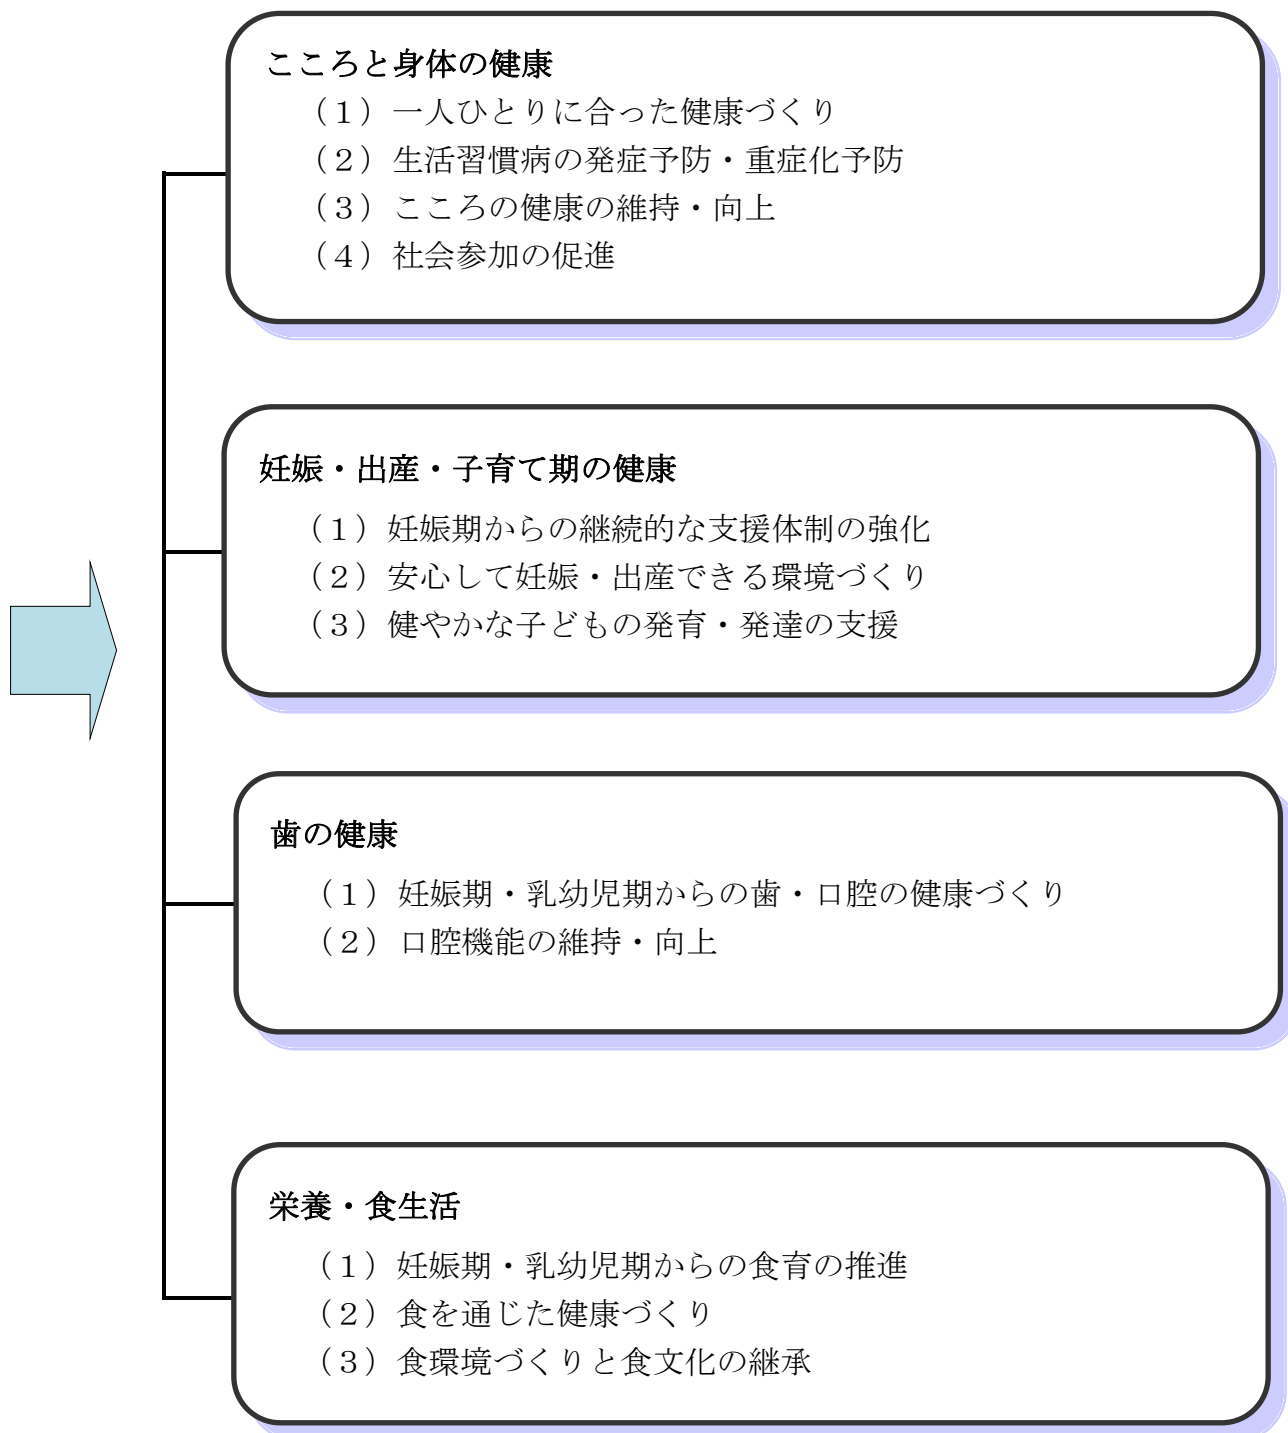 こころと身体の健康
（１）一人ひとりに合った健康づくり
（２）生活習慣病の発症予防・重症化予防
（３）こころの健康の維持・向上
（４）社会参加の促進
妊娠・出産・子育て期の健康
（１）妊娠期からの継続的な支援体制の強化
（２）安心して妊娠・出産できる環境づくり
（３）健やかな子どもの発育・発達の支援
歯の健康
（１）妊娠期・乳幼児期からの歯・口腔の健康づくり
（２）口腔機能の維持・向上
栄養・食生活
（１）妊娠期・乳幼児期からの食育の推進
（２）食を通じた健康づくり
（３）食環境づくりと食文化の継承